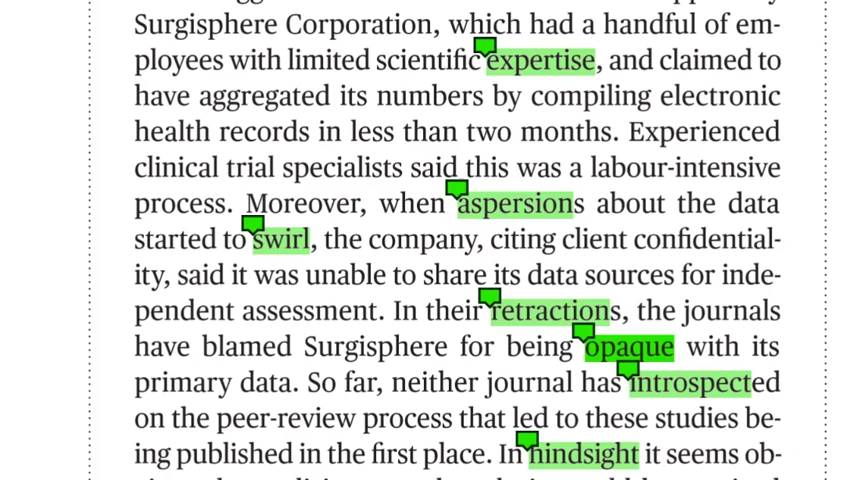 Surgisphere Corporation, which had a handful of em-
ployees with limited scientific expertise, and claimed to
have aggregated its numbers by compiling electronic
health records in less than two months. Experienced
clinical trial specialists said this was a labour-intensive
process. Moreover, when aspersions about the data
started to swirl, the company, citing client confidential-
ity, said it was unable to share its data sources for inde-
pendent assessment. In their retractions, the journals
have blamed Surgisphere for being opaque with its
primary data. So far, neither journal has introspected
on the peer-review process that led to these studies be-
ing published in the first place. In hindsight it seems ob-